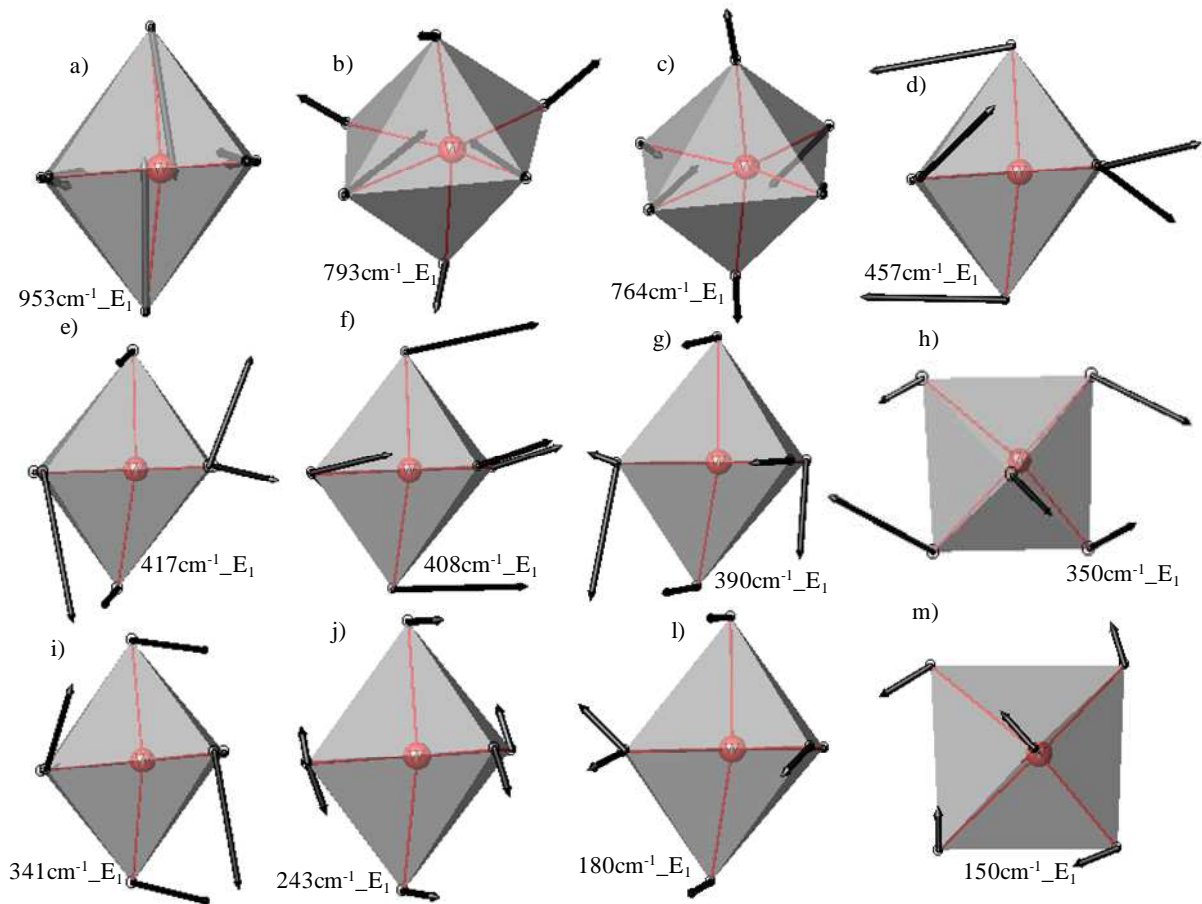 a)
b)
c)
d)
W
W
W
W
953cm-1_E1
793cm-1_E1
764cm-1_E1
457cm-1_E1
e)
f)
g)
h)
W
W
W
W
417cm-1_E1
408cm-1_E1
390cm-1_E1
350cm-1_E1
i)
j)
l)
m)
W
W
W
W
341cm-1_E1
243cm-1_E1
180cm-1_E1
150cm-1_E1